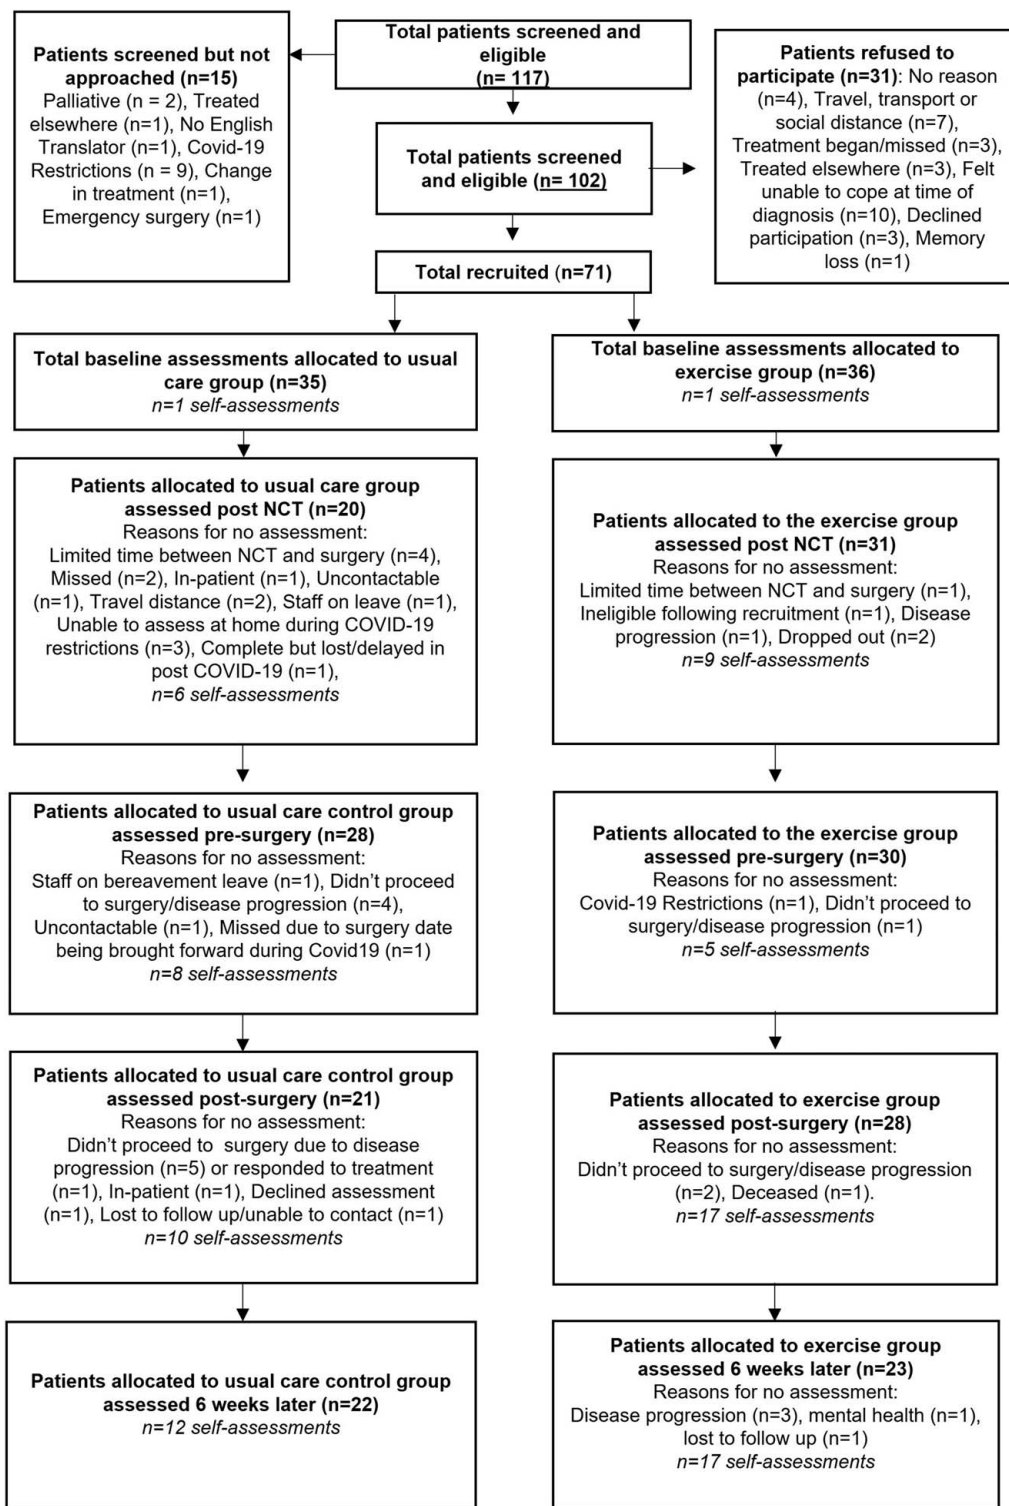 Total patients screened and
eligible
(n= 117)
Patients screened but not
approached (n=15)
Palliative (n = 2), Treated
elsewhere (n=1), No English
Translator (n=1), Covid-19
Restrictions (n = 9), Change
in treatment (n=1),
Emergency surgery (n=1)
Patients refused to
participate (n=31): No reason
(n=4), Travel, transport or
social distance (n=7),
Treatment began/missed (n=3),
Treated elsewhere (n=3), Felt
unable to cope at time of
diagnosis (n=10), Declined
participation (n=3), Memory
loss (n=1)
Total patients screened
and eligible (n= 102)
Total recruited (n=71)
Total baseline assessments allocated to usual
care group (n=35)
n=1 self-assessments
Total baseline assessments allocated to
exercise group (n=36)
n=1 self-assessments
Patients allocated to usual care group
assessed post NCT (n=20)
Reasons for no assessment:
Limited time between NCT and surgery (n=4),
Missed (n=2), In-patient (n=1), Uncontactable
(n=1), Travel distance (n=2), Staff on leave (n=1),
Unable to assess at home during COVID-19
restrictions (n=3), Complete but lost/delayed in
post COVID-19 (n=1),
n=6 self-assessments
Patients allocated to the exercise group
assessed post NCT (n=31)
Reasons for no assessment:
Limited time between NCT and surgery (n=1),
Ineligible following recruitment (n=1), Disease
progression (n=1), Dropped out (n=2)
n=9 self-assessments
Patients allocated to usual care control group
assessed pre-surgery (n=28)
Reasons for no assessment:
Staff on bereavement leave (n=1), Didn’t proceed
to surgery/disease progression (n=4),
Uncontactable (n=1), Missed due to surgery date
being brought forward during Covid19 (n=1)
n=8 self-assessments
Patients allocated to the exercise group
assessed pre-surgery (n=30)
Reasons for no assessment:
Covid-19 Restrictions (n=1), Didn’t proceed to
surgery/disease progression (n=1)
n=5 self-assessments
Patients allocated to usual care control group
assessed post-surgery (n=21)
Reasons for no assessment:
Didn’t proceed to surgery due to disease
progression (n=5) or responded to treatment
(n=1), In-patient (n=1), Declined assessment
(n=1), Lost to follow up/unable to contact (n=1)
n=10 self-assessments
Patients allocated to exercise group
assessed post-surgery (n=28)
Reasons for no assessment:
Didn’t proceed to surgery/disease progression
(n=2), Deceased (n=1).
n=17 self-assessments
Patients allocated to usual care control group
assessed 6 weeks later (n=22)
n=12 self-assessments
Patients allocated to exercise group
assessed 6 weeks later (n=23)
Reasons for no assessment:
Disease progression (n=3), mental health (n=1),
lost to follow up (n=1)
n=17 self-assessments